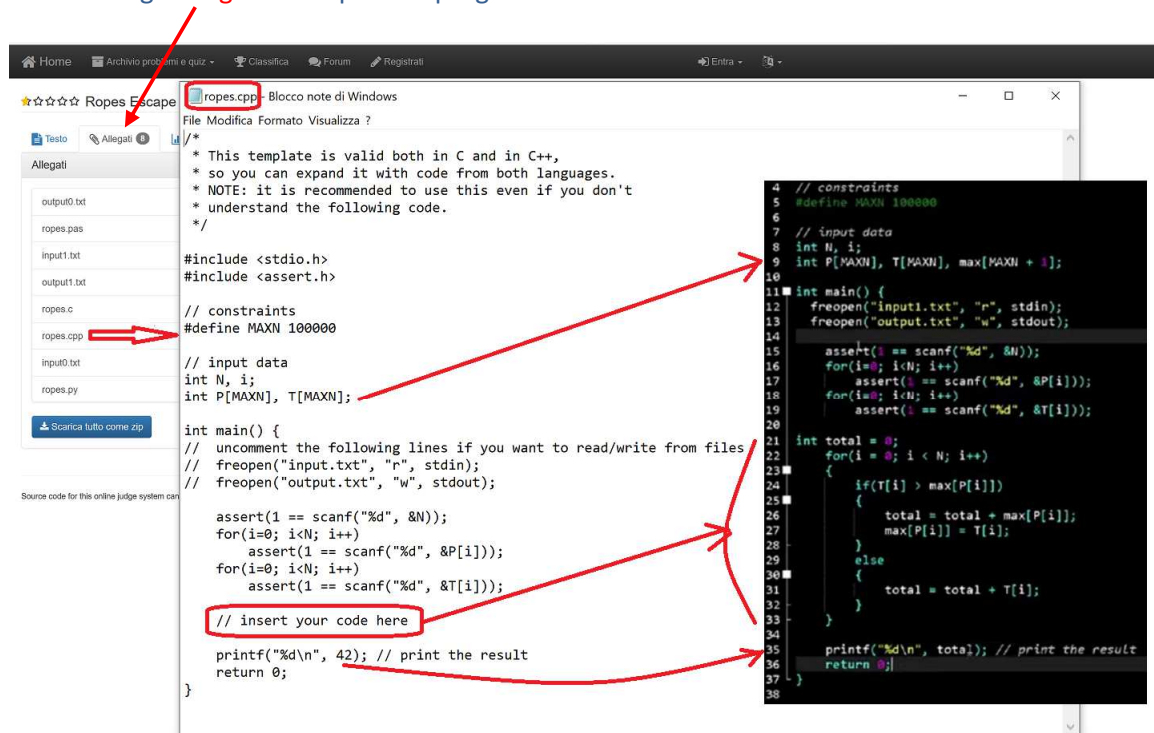 Home Archivio problemi e quiz Classifica Forum Registrati Entra
Ropes Escape
Testo Allegati 8
Allegati
output0.txt
ropes.pas
input1.txt
output1.txt
ropes.c
ropes.cpp
input0.txt
ropes.py
Scarica tutto come zip
Source code for this online judge system can
ropes.cpp - Blocco note di Windows
File Modifica Formato Visualizza ?
/*
* This template is valid both in C and in C++,
* so you can expand it with code from both languages.
* NOTE: it is recommended to use this even if you don't
* understand the following code.
*/
#include <stdio.h>
#include <assert.h>
// constraints
#define MAXN 100000
// input data
int N, i;
int P[MAXN], T[MAXN];
int main() {
// uncomment the following lines if you want to read/write from files
// freopen("input.txt", "r", stdin);
// freopen("output.txt", "w", stdout);
assert(1 == scanf("%d", &N));
for(i=0; i<N; i++)
assert(1 == scanf("%d", &P[i]));
for(i=0; i<N; i++)
assert(1 == scanf("%d", &T[i]));
// insert your code here
printf("%d\n", 42); // print the result
return 0;
}
4 // constraints
5 #define MAXN 100000
6
7 // input data
8 int N, i;
9 int P[MAXN], T[MAXN], max[MAXN + 1];
10
11 int main() {
12 freopen("input1.txt", "r", stdin);
13 freopen("output.txt", "w", stdout);
14
15 assert(1 == scanf("%d", &N));
16 for(i=0; i<N; i++)
17 assert(1 == scanf("%d", &P[i]));
18 for(i=0; i<N; i++)
19 assert(1 == scanf("%d", &T[i]));
20
21 int total = 0;
22 for(i = 0; i < N; i++)
23 {
24 if(T[i] > max[P[i]])
25 {
26 total = total + max[P[i]];
27 max[P[i]] = T[i];
28 }
29 else
30 {
31 total = total + T[i];
32 }
33 }
34
35 printf("%d\n", total); // print the result
36 return 0;
37 }
38